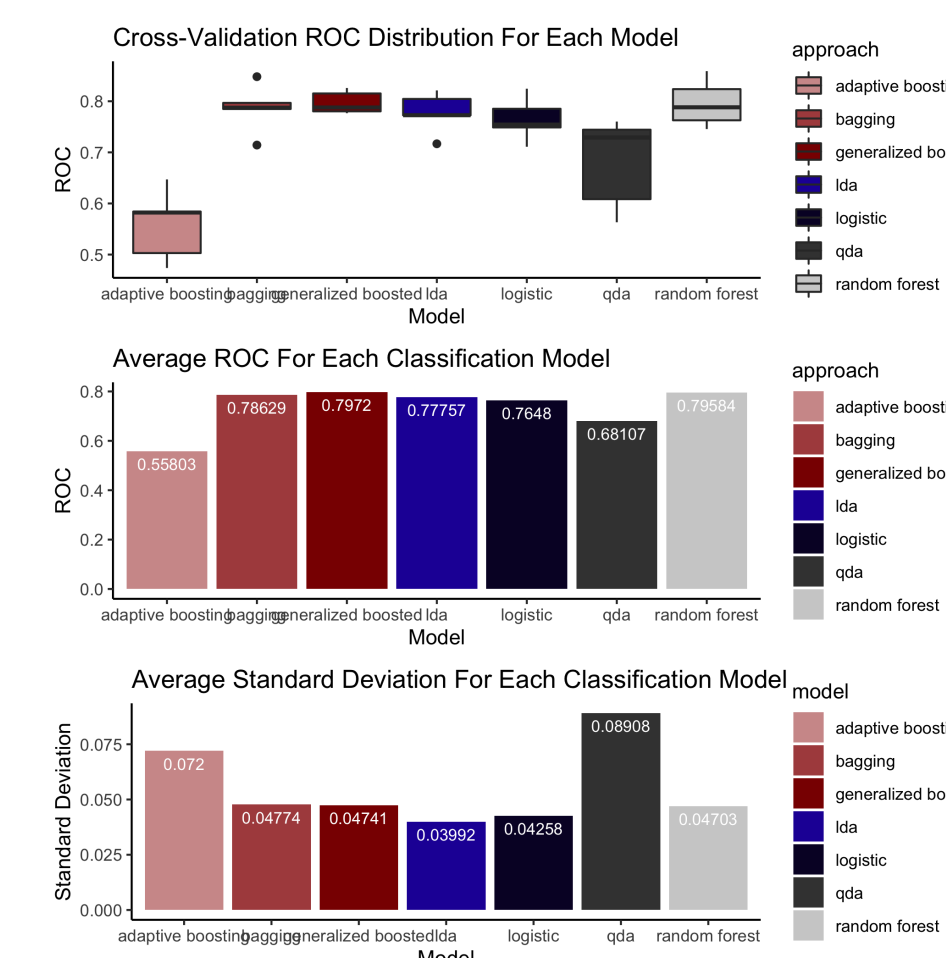 Cross-Validation ROC Distribution For Each Model
ROC
0.8
0.7
0.6
0.5
adaptive boosting bagging generalized boosted lda logistic qda random forest
Model
approach
adaptive boosti
bagging
generalized bo
lda
logistic
qda
random forest
Average ROC For Each Classification Model
ROC
0.8
0.6
0.4
0.2
0.0
0.55803 0.78629 0.7972 0.77757 0.7648 0.68107 0.79584
adaptive boosting bagging generalized boosted lda logistic qda random forest
Model
approach
adaptive boosti
bagging
generalized bo
lda
logistic
qda
random forest
Average Standard Deviation For Each Classification Model
Standard Deviation
0.075
0.050
0.025
0.000
0.072 0.04774 0.04741 0.03992 0.04258 0.08908 0.04703
adaptive boosting bagging generalized boosted lda logistic qda random forest
Model
model
adaptive boosti
bagging
generalized bo
lda
logistic
qda
random forest